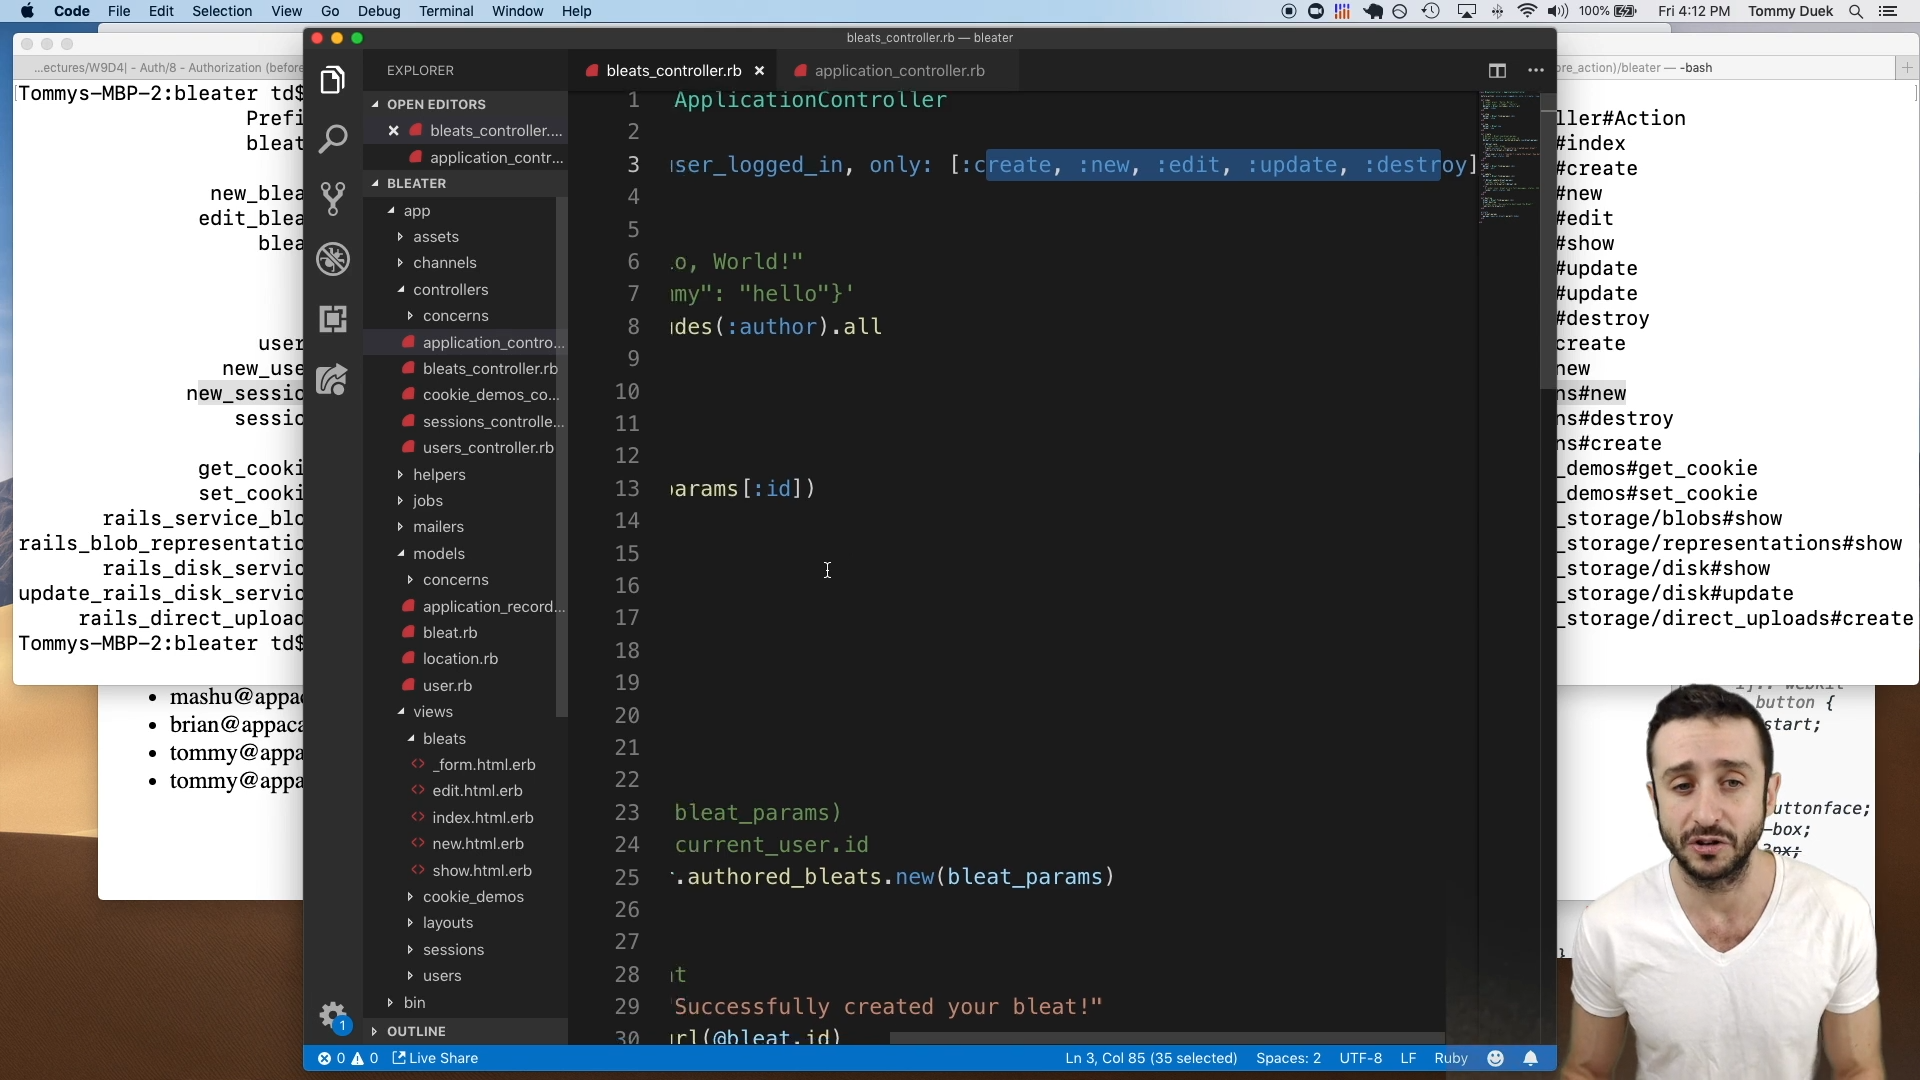 Code File Edit Selection View Go Debug Terminal Window Help
100% Fri 4:12 PM Tommy Duek
bleats_controller.rb — bleater
...ectures/W9D4| - Auth/8 - Authorization (before
ore_action)/bleater — -bash
Tommys-MBP-2:bleater td$
Prefi
bleat
new_blea
edit_blea
blea
user
new_use
new_sessio
sessio
get_cooki
set_cooki
rails_service_blo
rails_blob_representatio
rails_disk_servic
update_rails_disk_servic
rails_direct_upload
Tommys-MBP-2:bleater td$
mashu@appac
brian@appaca
tommy@appa
tommy@appa
EXPLORER
OPEN EDITORS
bleats_controller....
application_contr...
BLEATER
app
assets
channels
controllers
concerns
application_contro...
bleats_controller.rb
cookie_demos_co...
sessions_controlle...
users_controller.rb
helpers
jobs
mailers
models
concerns
application_record...
bleat.rb
location.rb
user.rb
views
bleats
_form.html.erb
edit.html.erb
index.html.erb
new.html.erb
show.html.erb
cookie_demos
layouts
sessions
users
bin
OUTLINE
bleats_controller.rb
application_controller.rb
1 ApplicationController
2
3 user_logged_in, only: [:create, :new, :edit, :update, :destroy]
4
5
6 lo, World!"
7 mmy": "hello"}'
8 udes(:author).all
9
10
11
12
13 params[:id])
14
15
16
17
18
19
20
21
22
23 bleat_params)
24 current_user.id
25 r.authored_bleats.new(bleat_params)
26
27
28 at
29 "Successfully created your bleat!"
30 url(@bleat.id)
ller#Action
#index
#create
#new
#edit
#show
#update
#update
#destroy
create
new
ns#new
ns#destroy
ns#create
_demos#get_cookie
_demos#set_cookie
_storage/blobs#show
_storage/representations#show
_storage/disk#show
_storage/disk#update
_storage/direct_uploads#create
button {
start;
uttonface;
-box;
3px;
}
1
0 0 Live Share
Ln 3, Col 85 (35 selected) Spaces: 2 UTF-8 LF Ruby